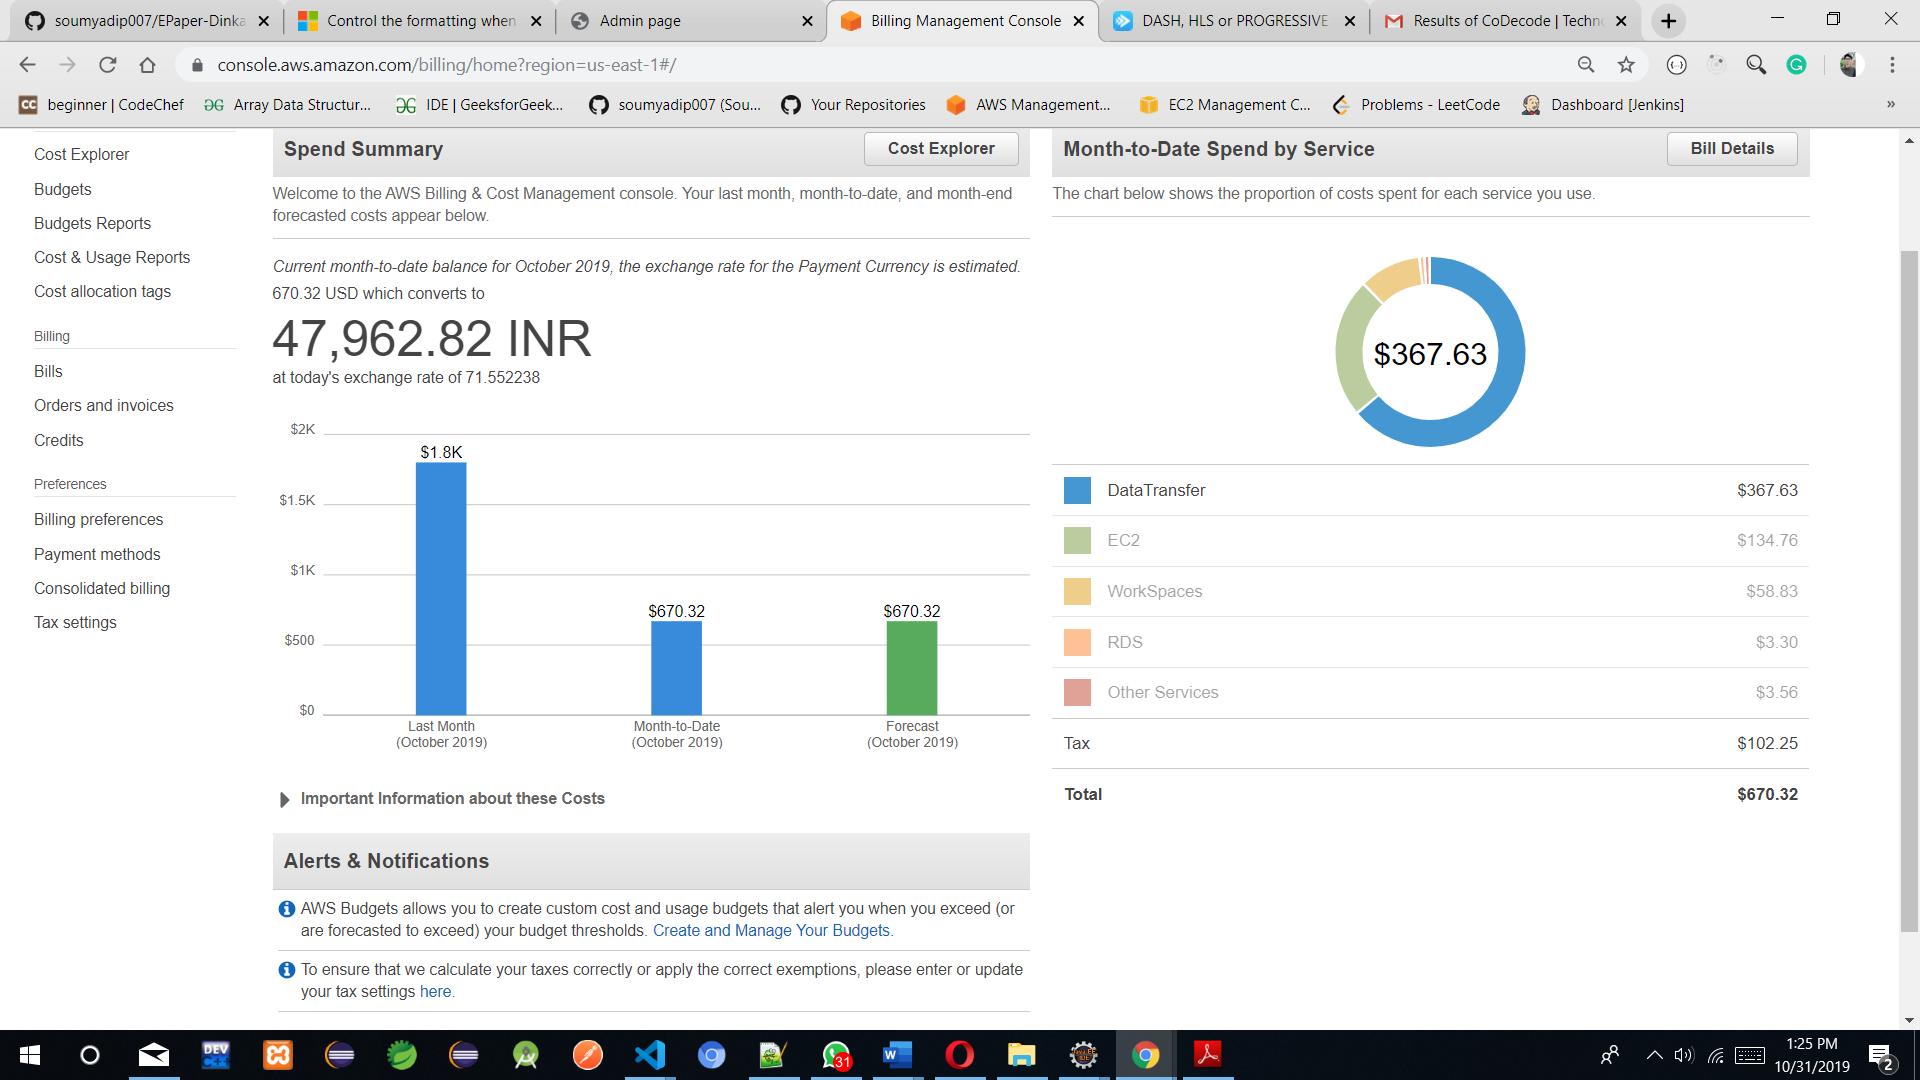 soumyadip007/EPaper-Dinka
Control the formatting when
Admin page
Billing Management Console
DASH, HLS or PROGRESSIVE
Results of CoDecode | Techno
console.aws.amazon.com/billing/home?region=us-east-1#/
beginner | CodeChef
Array Data Structur...
IDE | GeeksforGeek...
soumyadip007 (Sou...
Your Repositories
AWS Management...
EC2 Management C...
Problems - LeetCode
Dashboard [Jenkins]
»
Cost Explorer
Budgets
Budgets Reports
Cost & Usage Reports
Cost allocation tags
Billing
Bills
Orders and invoices
Credits
Preferences
Billing preferences
Payment methods
Consolidated billing
Tax settings
Spend Summary
Cost Explorer
Welcome to the AWS Billing & Cost Management console. Your last month, month-to-date, and month-end
forecasted costs appear below.
Current month-to-date balance for October 2019, the exchange rate for the Payment Currency is estimated.
670.32 USD which converts to
47,962.82 INR
at today's exchange rate of 71.552238
$2K
$1.5K
$1K
$500
$0
$1.8K
$670.32
$670.32
Last Month
(October 2019)
Month-to-Date
(October 2019)
Forecast
(October 2019)
Important Information about these Costs
Alerts & Notifications
AWS Budgets allows you to create custom cost and usage budgets that alert you when you exceed (or
are forecasted to exceed) your budget thresholds. Create and Manage Your Budgets.
To ensure that we calculate your taxes correctly or apply the correct exemptions, please enter or update
your tax settings here.
Month-to-Date Spend by Service
Bill Details
The chart below shows the proportion of costs spent for each service you use.
$367.63
DataTransfer $367.63
EC2 $134.76
WorkSpaces $58.83
RDS $3.30
Other Services $3.56
Tax $102.25
Total $670.32
DEV
C++
31
W
IDE
1:25 PM
10/31/2019
2